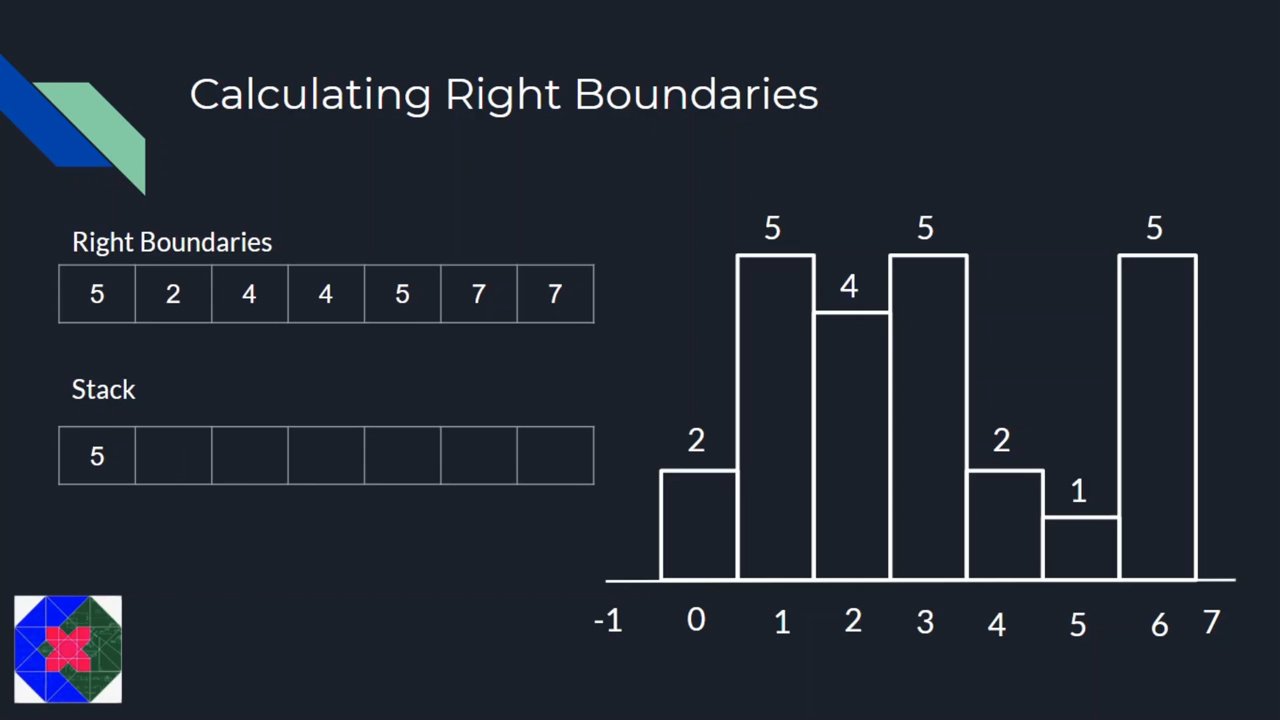 Calculating Right Boundaries
Right Boundaries
5 2 4 4 5 7 7
Stack
5
5 5 5
4
2 2
1
-1 0 1 2 3 4 5 6 7